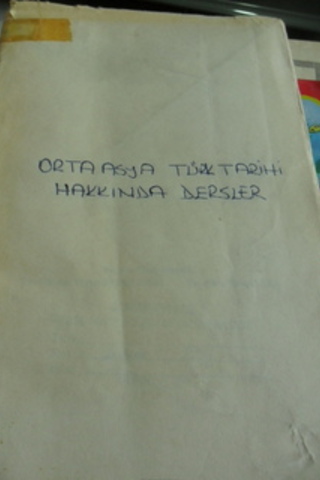 ORTA ASyA TÜRK TARİHİ
HAKKINDA DERSLER